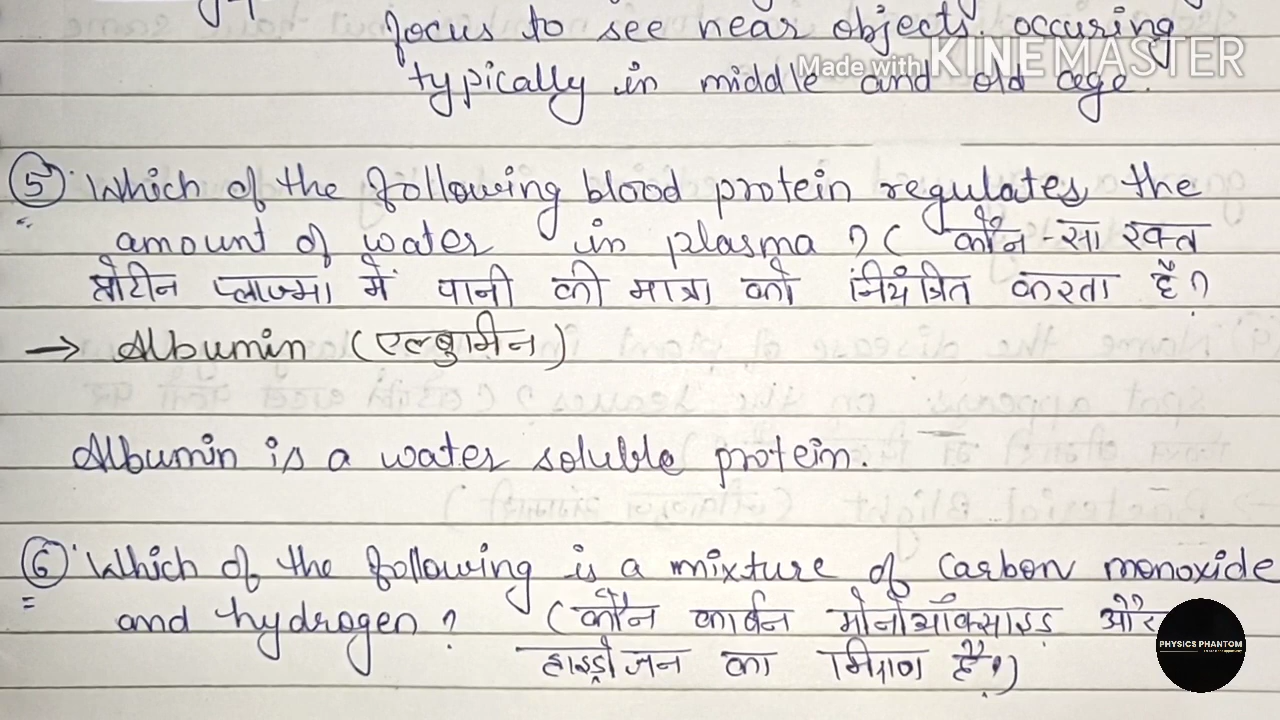 focus to see near objects. occuring
Made with KINEMASTER
typically in middle and old age.
5 Which of the following blood protein regulates the
amount of water in plasma ? ( कौन-सा रक्त
प्रोटीन प्लाज्मा में पानी की मात्रा को नियंत्रित करता है?
→ Albumin (एल्बुमीन)
Albumin is a water soluble protein.
6 Which of the following is a mixture of Carbon monoxide
and hydrogen ? (कौन कार्बन मोनोऑक्साइड और
हाइड्रोजन का मिश्रण है?)
PHYSICS PHANTOM